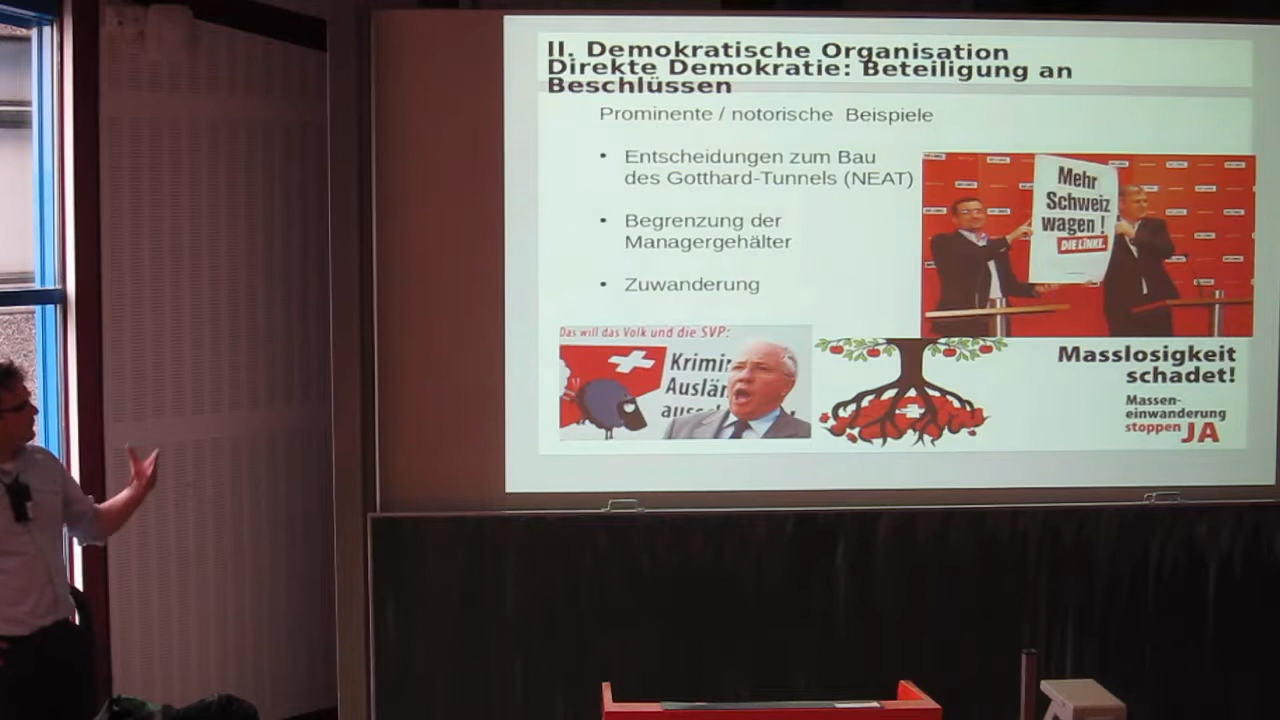 II. Demokratische Organisation
Direkte Demokratie: Beteiligung an
Beschlüssen
Prominente / notorische Beispiele
• Entscheidungen zum Bau
des Gotthard-Tunnels (NEAT)
• Begrenzung der
Managergehälter
• Zuwanderung
Mehr
Schweiz
wagen !
DIE LINKE.
Das will das Volk und die SVP:
Krimi
Auslän
aussch
Masslosigkeit
schadet!
Massen-
einwanderung
stoppen JA